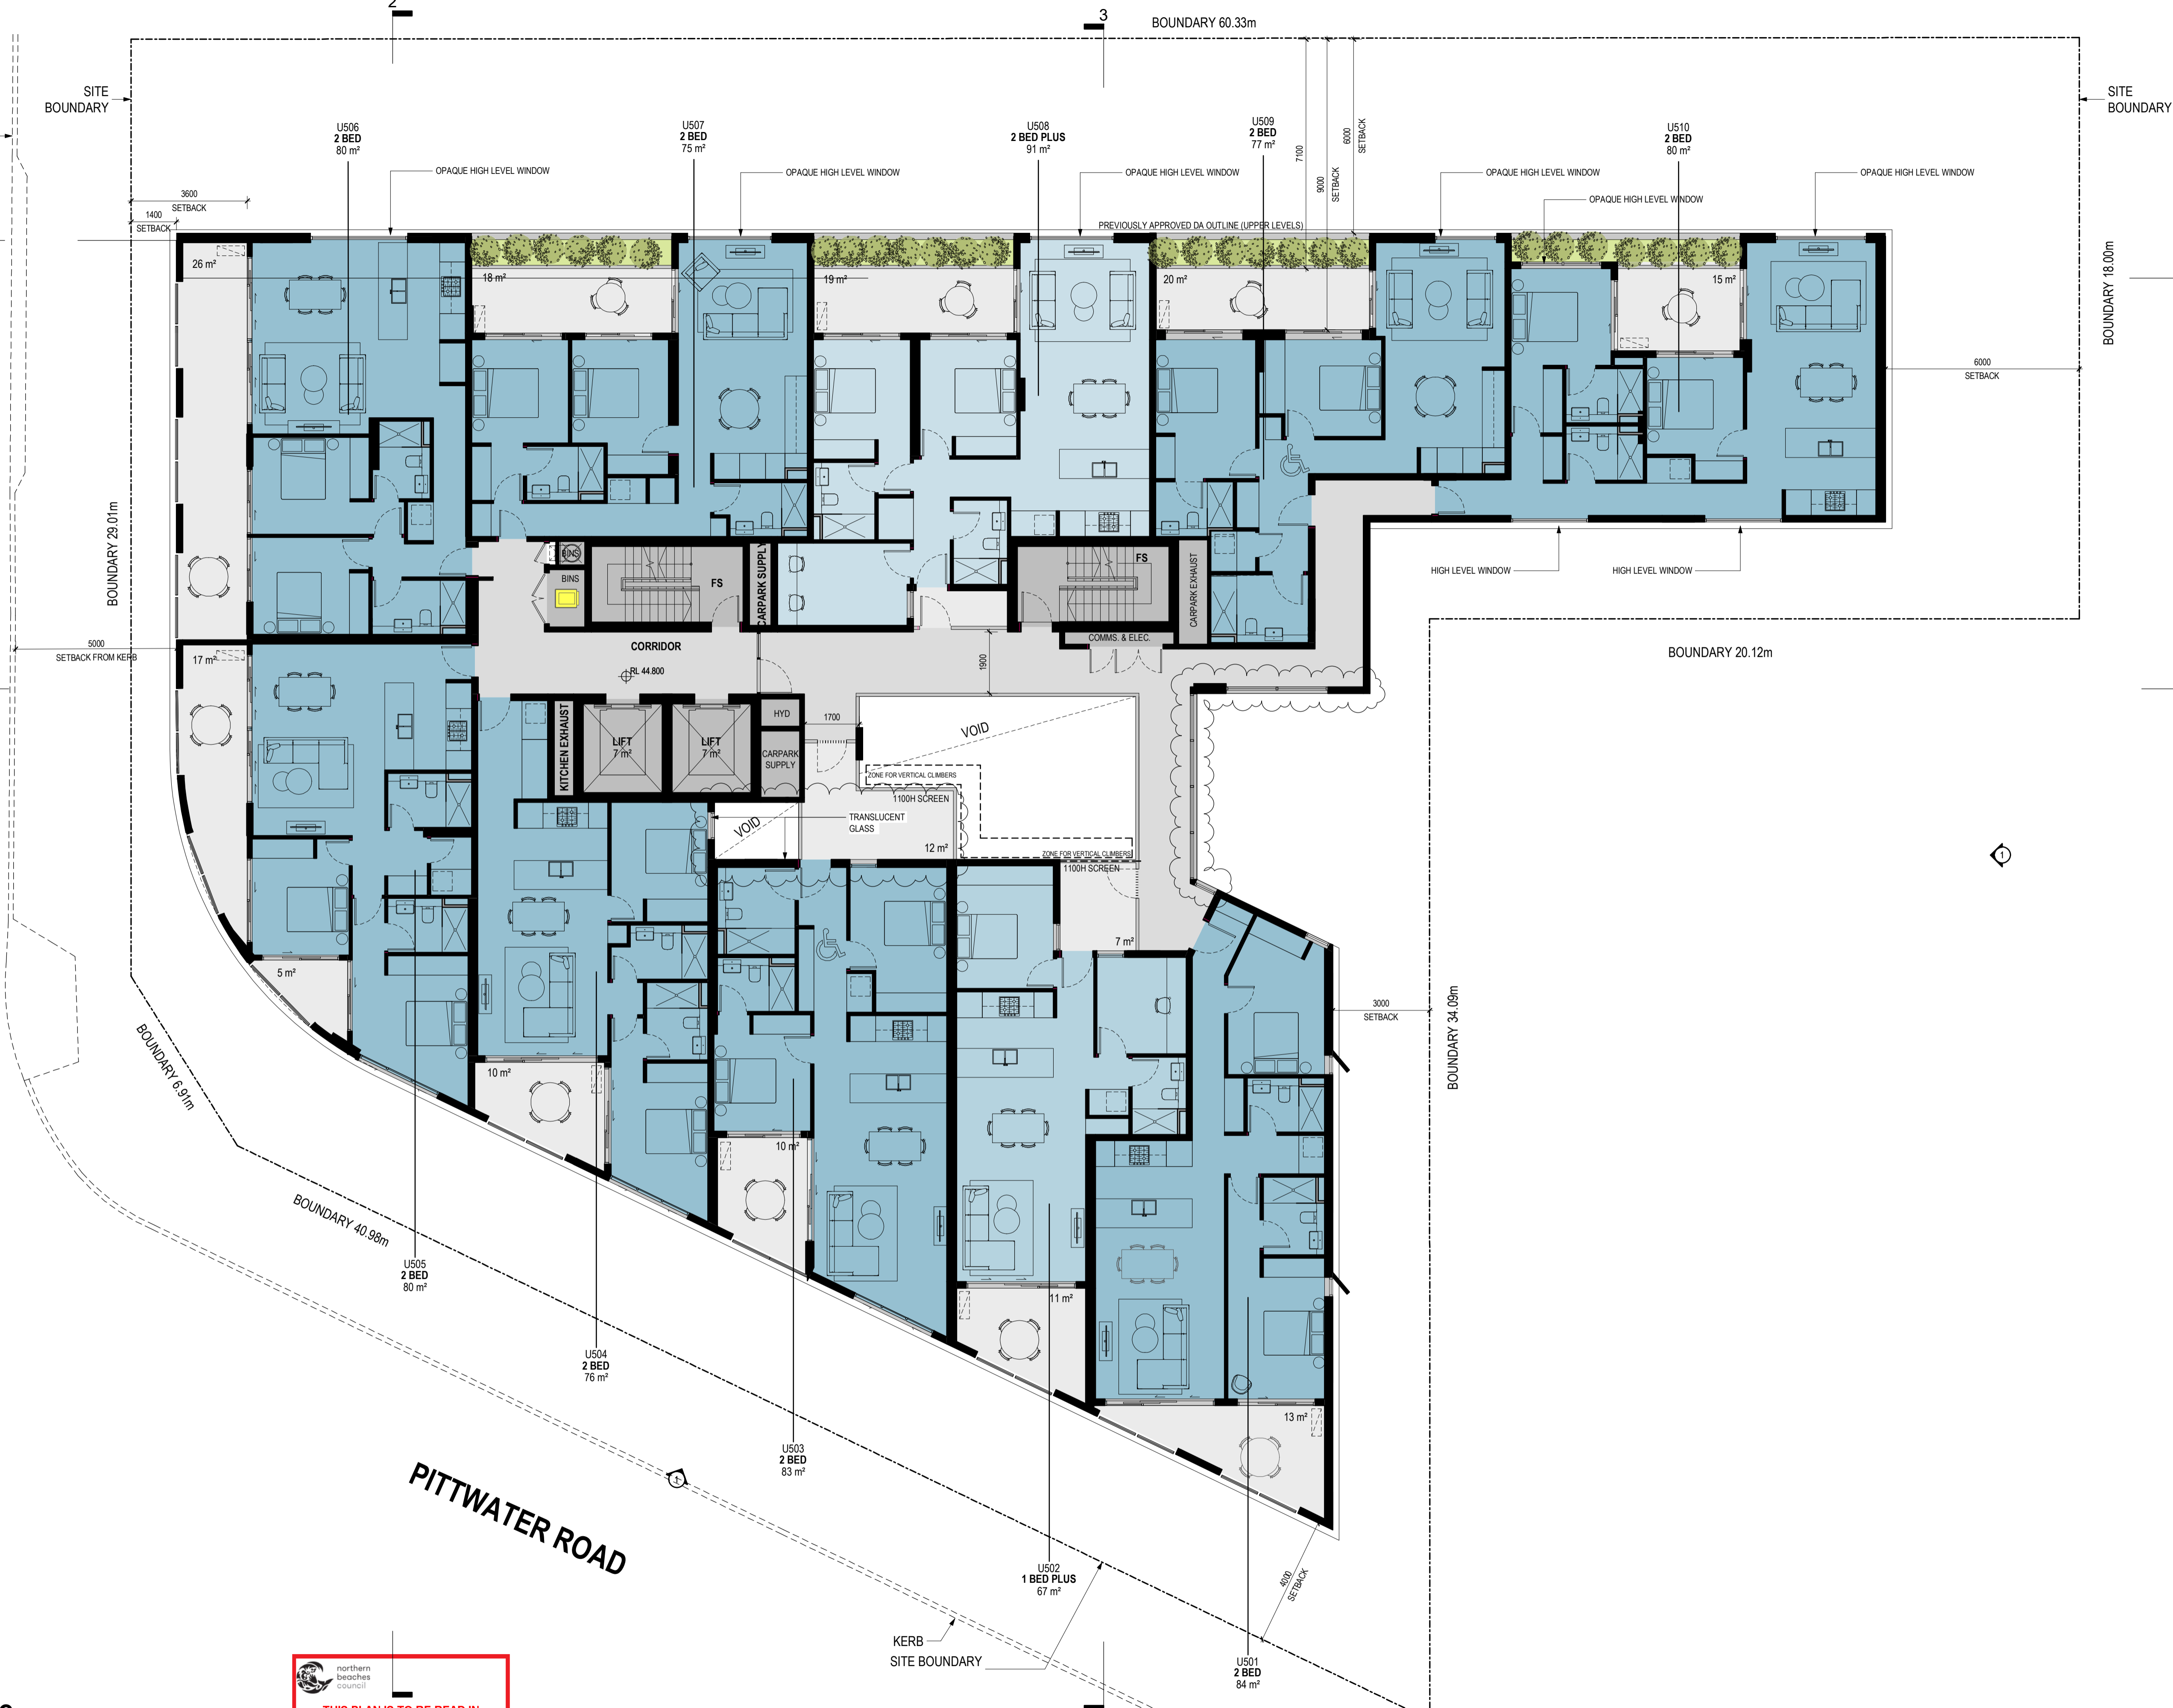 2
3
BOUNDARY 60.33m
SITE
BOUNDARY
SITE
BOUNDARY
U506
2 BED
80 m²
U507
2 BED
75 m²
U508
2 BED PLUS
91 m²
U509
2 BED
77 m²
U510
2 BED
80 m²
7100
9000
SETBACK
6000
SETBACK
OPAQUE HIGH LEVEL WINDOW
OPAQUE HIGH LEVEL WINDOW
OPAQUE HIGH LEVEL WINDOW
OPAQUE HIGH LEVEL WINDOW
OPAQUE HIGH LEVEL WINDOW
OPAQUE HIGH LEVEL WINDOW
3600
SETBACK
1400
SETBACK
PREVIOUSLY APPROVED DA OUTLINE (UPPER LEVELS)
26 m²
18 m²
19 m²
20 m²
15 m²
BOUNDARY 18.00m
6000
SETBACK
BOUNDARY 29.01m
BINS
BINS
FS
CARPARK SUPPLY
FS
CARPARK EXHAUST
HIGH LEVEL WINDOW
HIGH LEVEL WINDOW
5000
SETBACK FROM KERB
17 m²
CORRIDOR
RL 44.800
1900
COMMS. & ELEC.
BOUNDARY 20.12m
KITCHEN EXHAUST
LIFT
7 m²
LIFT
7 m²
HYD
CARPARK
SUPPLY
1700
VOID
ZONE FOR VERTICAL CLIMBERS
1100H SCREEN
VOID
TRANSLUCENT
GLASS
12 m²
ZONE FOR VERTICAL CLIMBERS
1100H SCREEN
1
7 m²
5 m²
3000
SETBACK
BOUNDARY 34.09m
BOUNDARY 6.91m
10 m²
10 m²
BOUNDARY 40.98m
U505
2 BED
80 m²
11 m²
U504
2 BED
76 m²
13 m²
U503
2 BED
83 m²
PITTWATER ROAD
1
U502
1 BED PLUS
67 m²
4000
SETBACK
KERB
SITE BOUNDARY
U501
2 BED
84 m²
northern
beaches
council
THIS PLAN IS TO BE READ IN